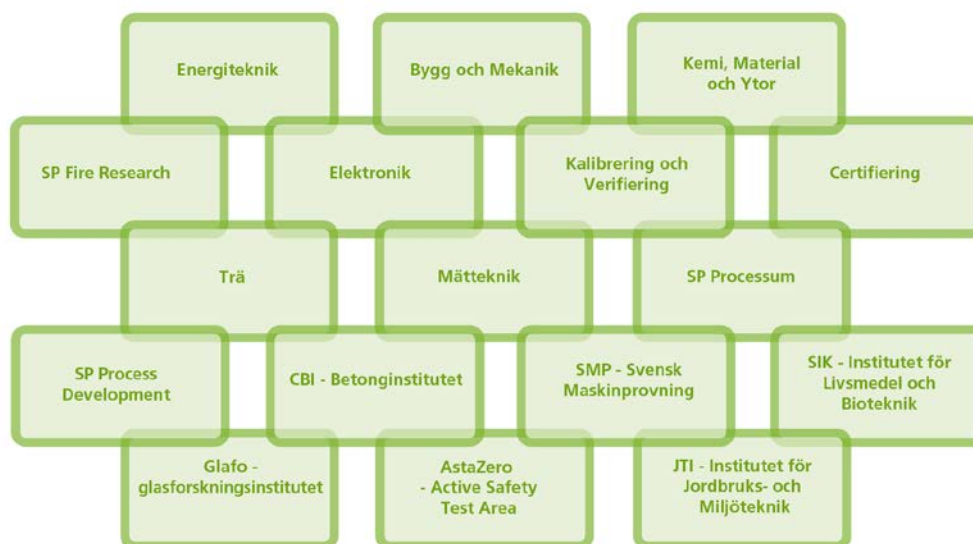 Energiteknik
Bygg och Mekanik
Kemi, Material
och Ytor
SP Fire Research
Elektronik
Kalibrering och
Verifiering
Certifiering
Trä
Mätteknik
SP Processum
SP Process
Development
CBI - Betonginstitutet
SMP - Svensk
Maskinprovning
SIK - Institutet för
Livsmedel och
Bioteknik
Glafo -
glasforskningsinstitutet
AstaZero
- Active Safety
Test Area
JTI - Institutet för
Jordbruks- och
Miljöteknik